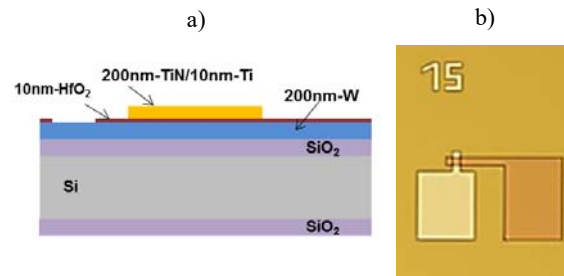 a)
b)
200nm-TiN/10nm-Ti
10nm-HfO₂
200nm-W
SiO₂
Si
SiO₂
15